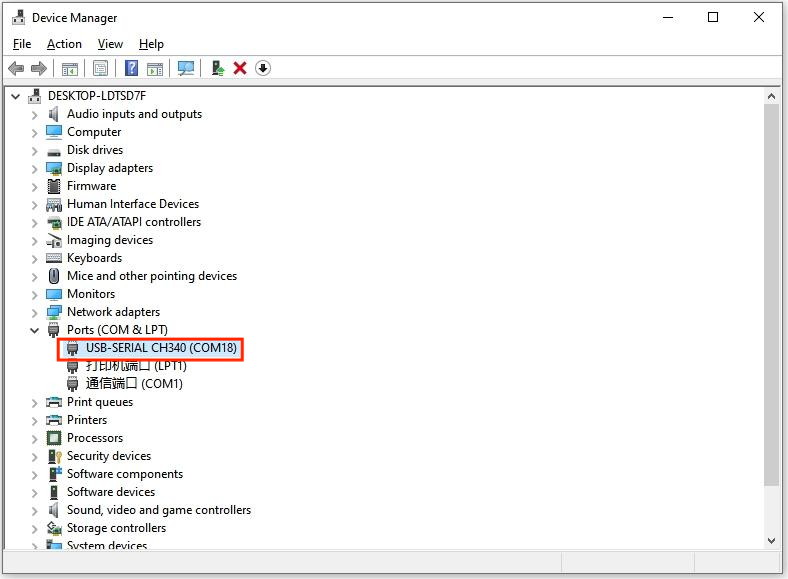 Device Manager
File Action View Help
DESKTOP-LDTSD7F
Audio inputs and outputs
Computer
Disk drives
Display adapters
Firmware
Human Interface Devices
IDE ATA/ATAPI controllers
Imaging devices
Keyboards
Mice and other pointing devices
Monitors
Network adapters
Ports (COM & LPT)
USB-SERIAL CH340 (COM18)
打印机端口 (LPT1)
通信端口 (COM1)
Print queues
Printers
Processors
Security devices
Software components
Software devices
Sound, video and game controllers
Storage controllers
System devices